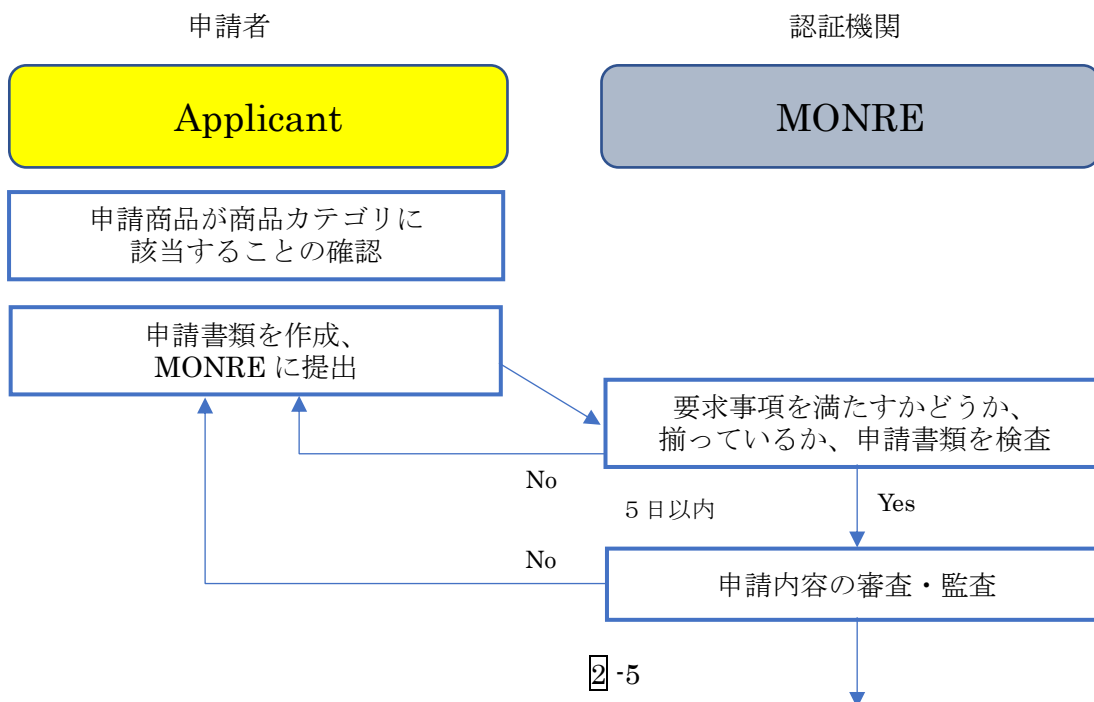 申請者
認証機関
Applicant
MONRE
申請商品が商品カテゴリに
該当することの確認
申請書類を作成、
MONRE に提出
要求事項を満たすかどうか、
揃っているか、申請書類を検査
No
５日以内
Yes
No
申請内容の審査・監査
2 -5